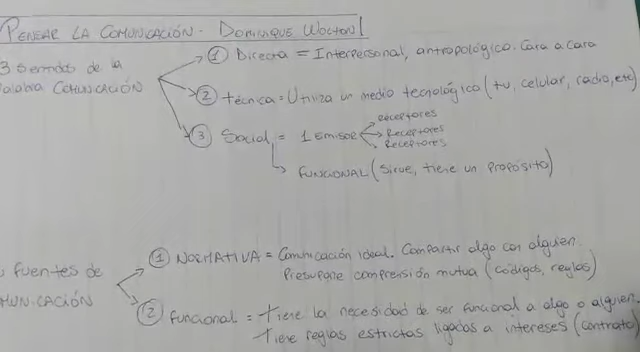 PENSAR LA COMUNICACIÓN - DOMINIQUE WOLTON
① Directa = Interpersonal, antropológico. Cara a cara
3 sentidos de la
palabra COMUNICACIÓN
② técnica = Utiliza un medio tecnológico (tv, celular, radio, etc)
③ Social = 1 EMISOR
RECEPTORES
RECEPTORES
RECEPTORES
FUNCIONAL (sirve, tiene un propósito)
① NORMATIVA = Comunicación ideal. Compartir algo con alguien.
Presupone comprensión mutua (códigos, reglas)
fuentes de
MUNICACIÓN
② funcional = tiene la necesidad de ser funcional a algo o alguien.
tiene reglas estrictas ligados a intereses (contrato)